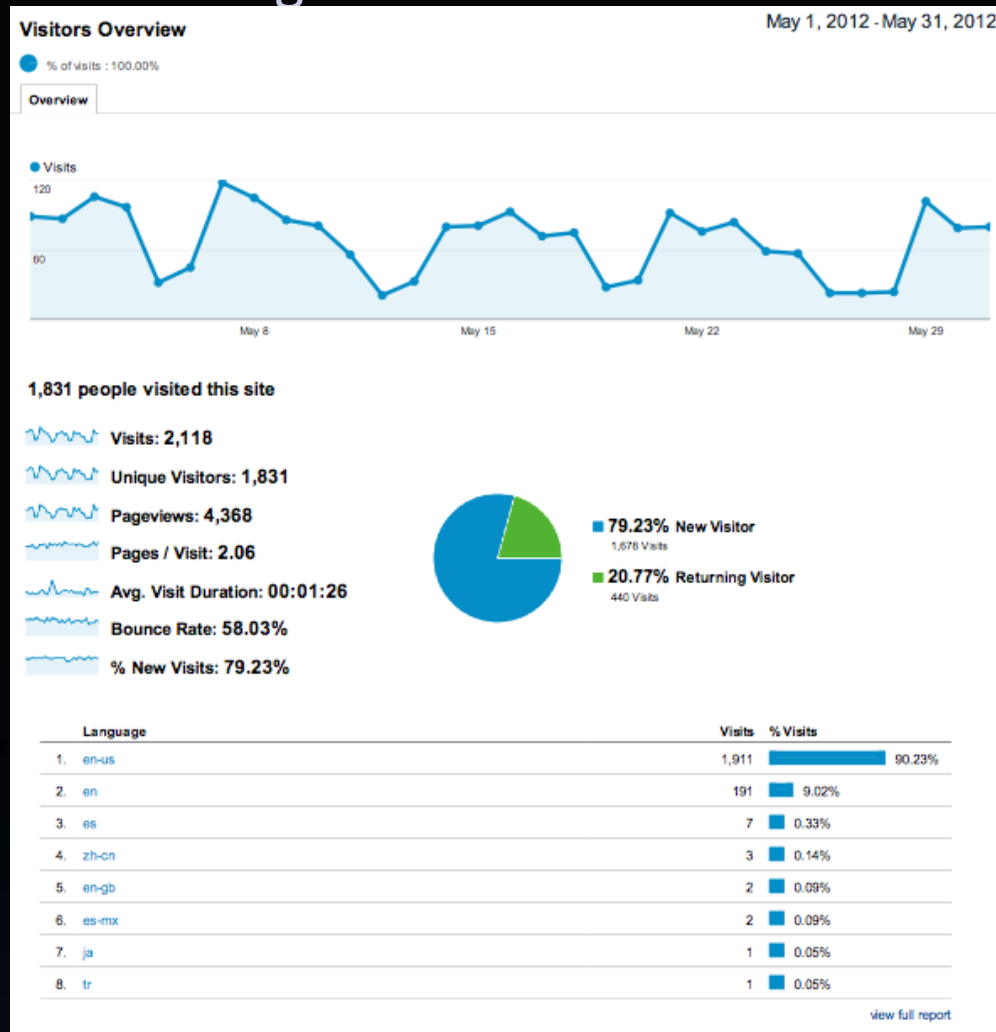 Visitors Overview
May 1, 2012 - May 31, 2012
% of visits : 100.00%
Overview
Visits
120
60
May 8 May 15 May 22 May 29
1,831 people visited this site
Visits: 2,118
Unique Visitors: 1,831
Pageviews: 4,368
Pages / Visit: 2.06
Avg. Visit Duration: 00:01:26
Bounce Rate: 58.03%
% New Visits: 79.23%
79.23% New Visitor
1,678 Visits
20.77% Returning Visitor
440 Visits
Language Visits % Visits
1. en-us 1,911 90.23%
2. en 191 9.02%
3. es 7 0.33%
4. zh-cn 3 0.14%
5. en-gb 2 0.09%
6. es-mx 2 0.09%
7. ja 1 0.05%
8. tr 1 0.05%
view full report